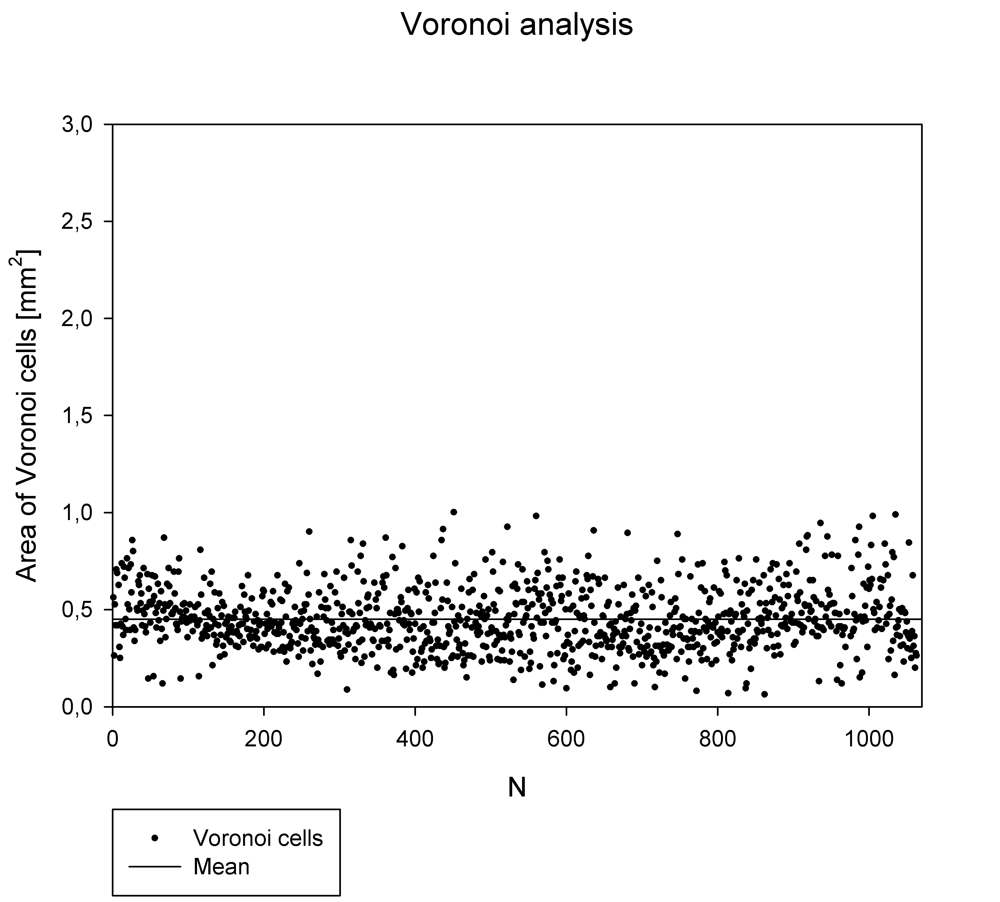 Voronoi analysis
3,0
2,5
2,0
1,5
1,0
0,5
0,0
Area of Voronoi cells [mm²]
0 200 400 600 800 1000
N
Voronoi cells
Mean